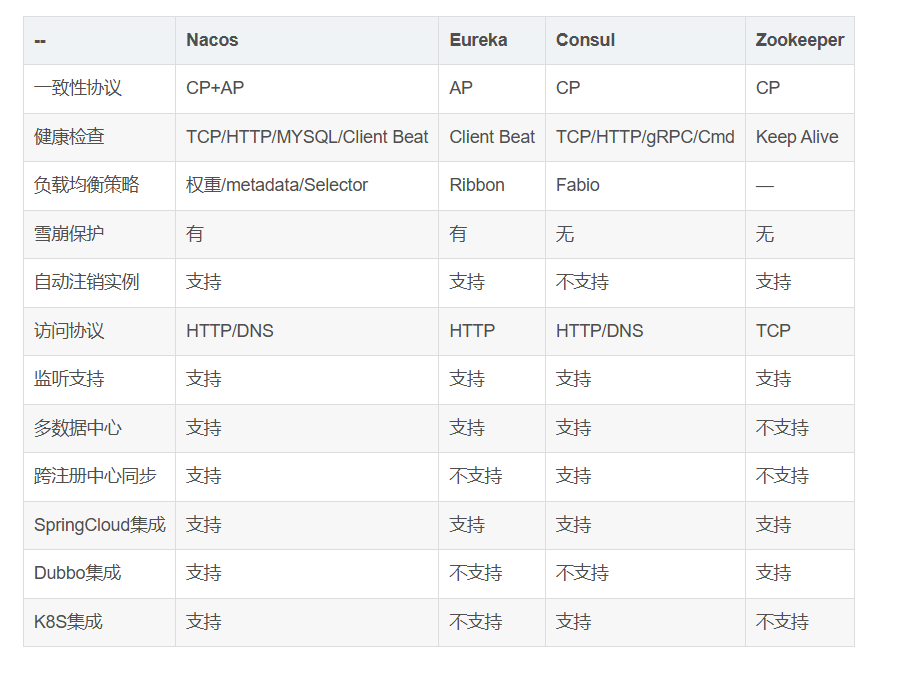 -- Nacos Eureka Consul Zookeeper
一致性协议 CP+AP AP CP CP
健康检查 TCP/HTTP/MYSQL/Client Beat Client Beat TCP/HTTP/gRPC/Cmd Keep Alive
负载均衡策略 权重/metadata/Selector Ribbon Fabio —
雪崩保护 有 有 无 无
自动注销实例 支持 支持 不支持 支持
访问协议 HTTP/DNS HTTP HTTP/DNS TCP
监听支持 支持 支持 支持 支持
多数据中心 支持 支持 支持 不支持
跨注册中心同步 支持 不支持 支持 不支持
SpringCloud集成 支持 支持 支持 支持
Dubbo集成 支持 不支持 不支持 支持
K8S集成 支持 不支持 支持 不支持